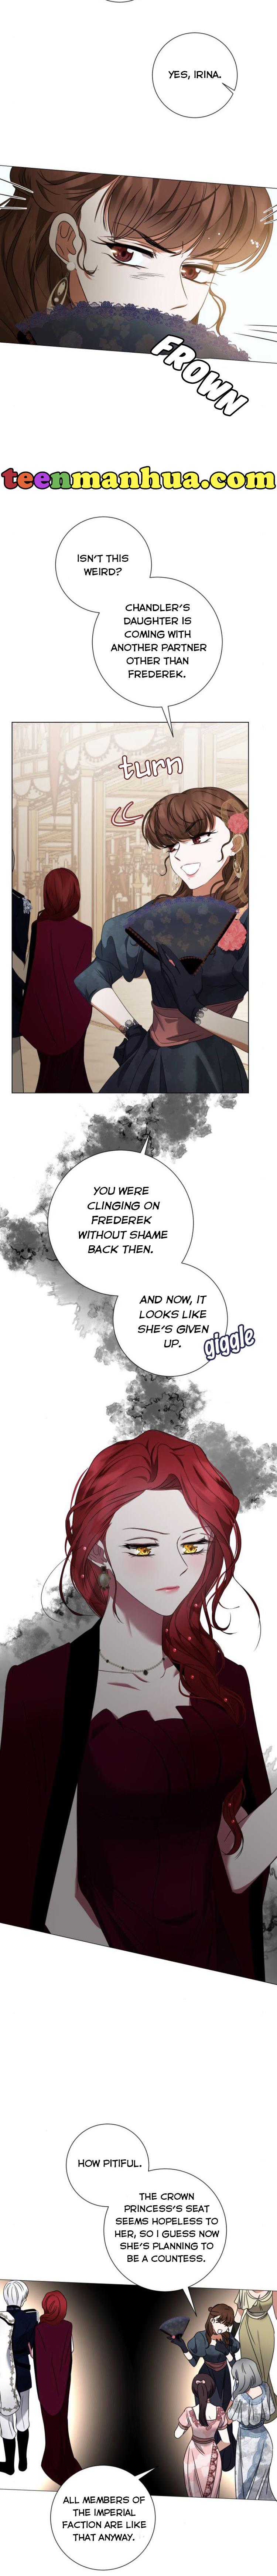 YES, IRINA.
FROWN
teenmanhua.com
ISN'T THIS
WEIRD?
CHANDLER'S
DAUGHTER IS
COMING WITH
ANOTHER PARTNER
OTHER THAN
FREDEREK.
turn
YOU WERE
CLINGING ON
FREDEREK
WITHOUT SHAME
BACK THEN.
AND NOW, IT
LOOKS LIKE
SHE'S GIVEN
UP.
giggle
HOW PITIFUL.
THE CROWN
PRINCESS'S SEAT
SEEMS HOPELESS TO
HER, SO I GUESS NOW
SHE'S PLANNING TO
BE A COUNTESS.
ALL MEMBERS OF
THE IMPERIAL
FACTION ARE LIKE
THAT ANYWAY.